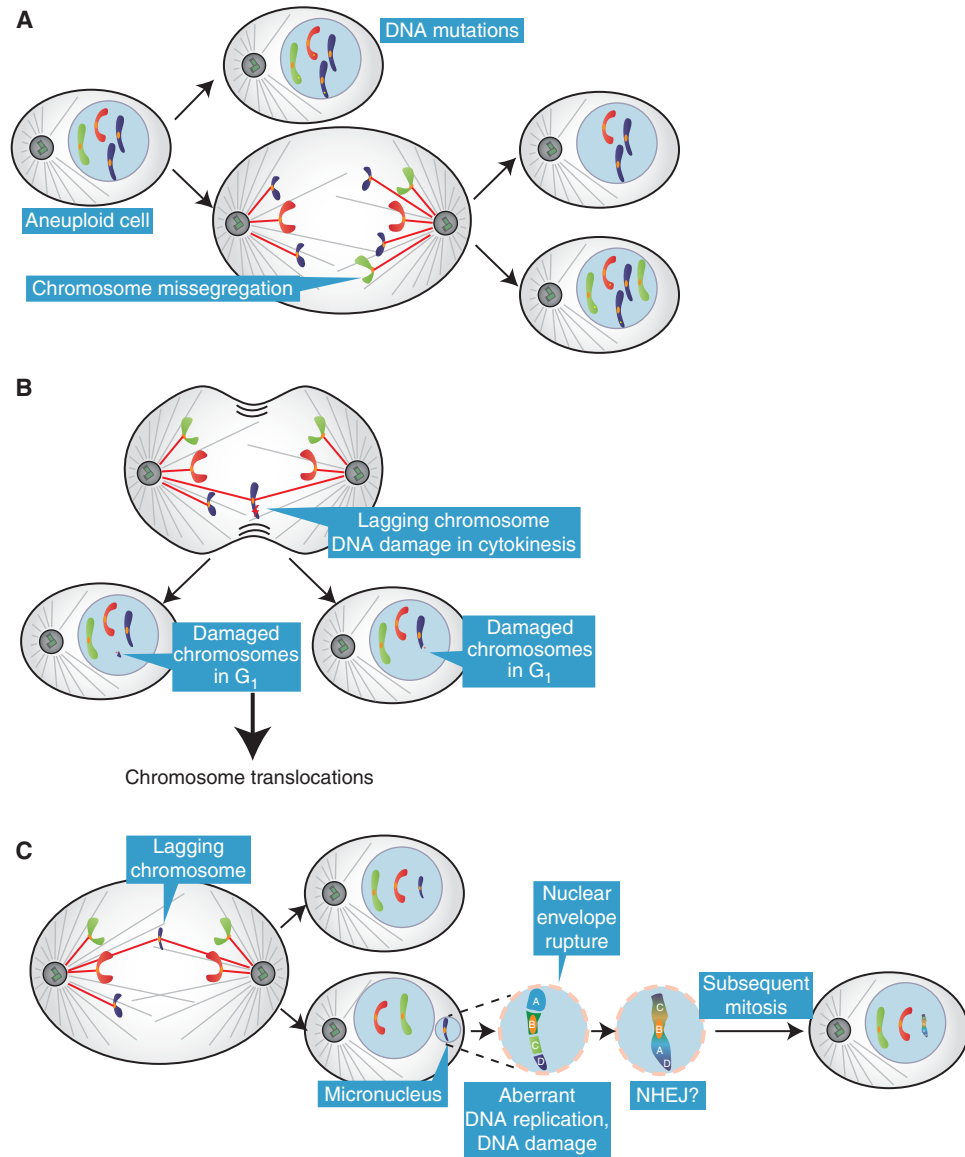 A
DNA mutations
Aneuploid cell
Chromosome missegregation
B
Lagging chromosome
DNA damage in cytokinesis
Damaged
chromosomes
in G1
Damaged
chromosomes
in G1
Chromosome translocations
C
Lagging
chromosome
Nuclear
envelope
rupture
Subsequent
mitosis
A
B
C
D
C
B
A
D
Micronucleus
Aberrant
DNA replication,
DNA damage
NHEJ?